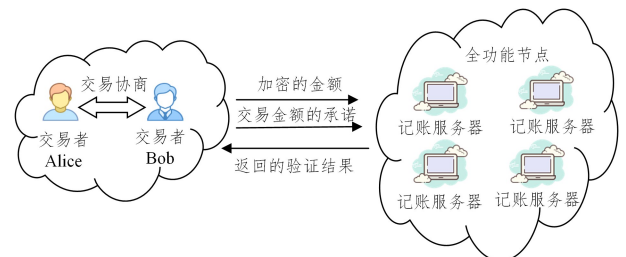 交易协商
交易者
Alice
交易者
Bob
加密的金额
交易金额的承诺
返回的验证结果
全功能节点
记账服务器
记账服务器
记账服务器
记账服务器